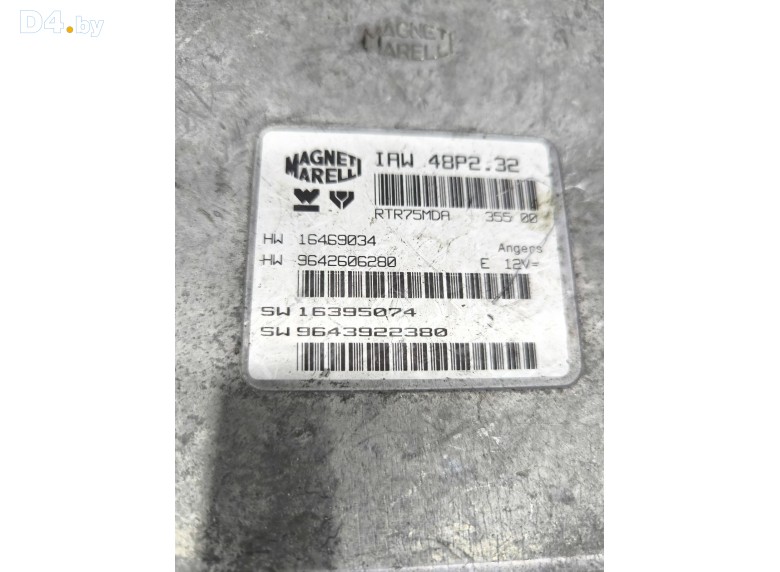 D4.by
MAGNETI
MARELLI
MAGNETI
MARELLI
IAW 48P2.32
RTR75MDA 355 00
HW 16469034 Angers
HW 9642606280 E 12V=
SW 16395074
SW 9643922380